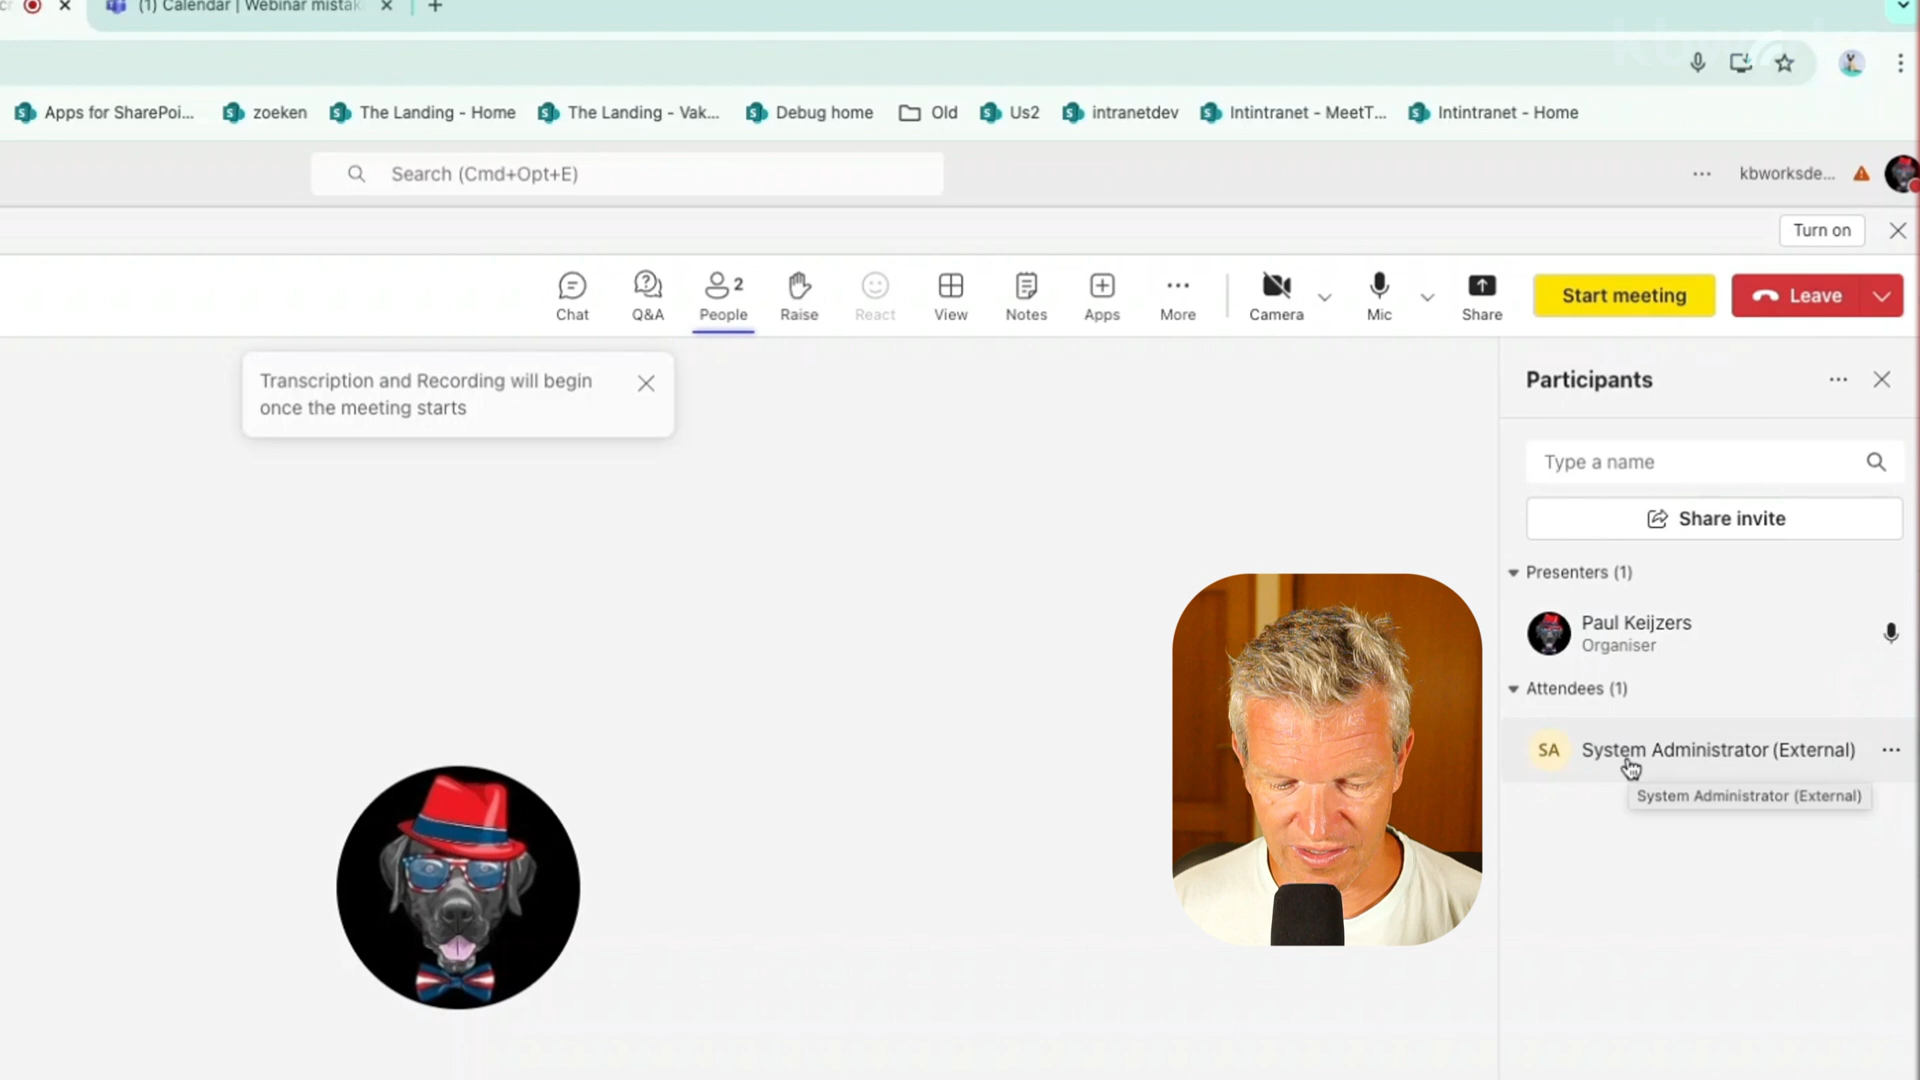 (1) Calendar | Webinar mistak
Apps for SharePoi...
zoeken
The Landing - Home
The Landing - Vak...
Debug home
Old
Us2
intranetdev
Intintranet - MeetT...
Intintranet - Home
Search (Cmd+Opt+E)
kbworksde...
Turn on
Chat
Q&A
2
People
Raise
React
View
Notes
Apps
More
Camera
Mic
Share
Start meeting
Leave
Transcription and Recording will begin
once the meeting starts
Participants
Type a name
Share invite
Presenters (1)
Paul Keijzers
Organiser
Attendees (1)
SA
System Administrator (External)
System Administrator (External)